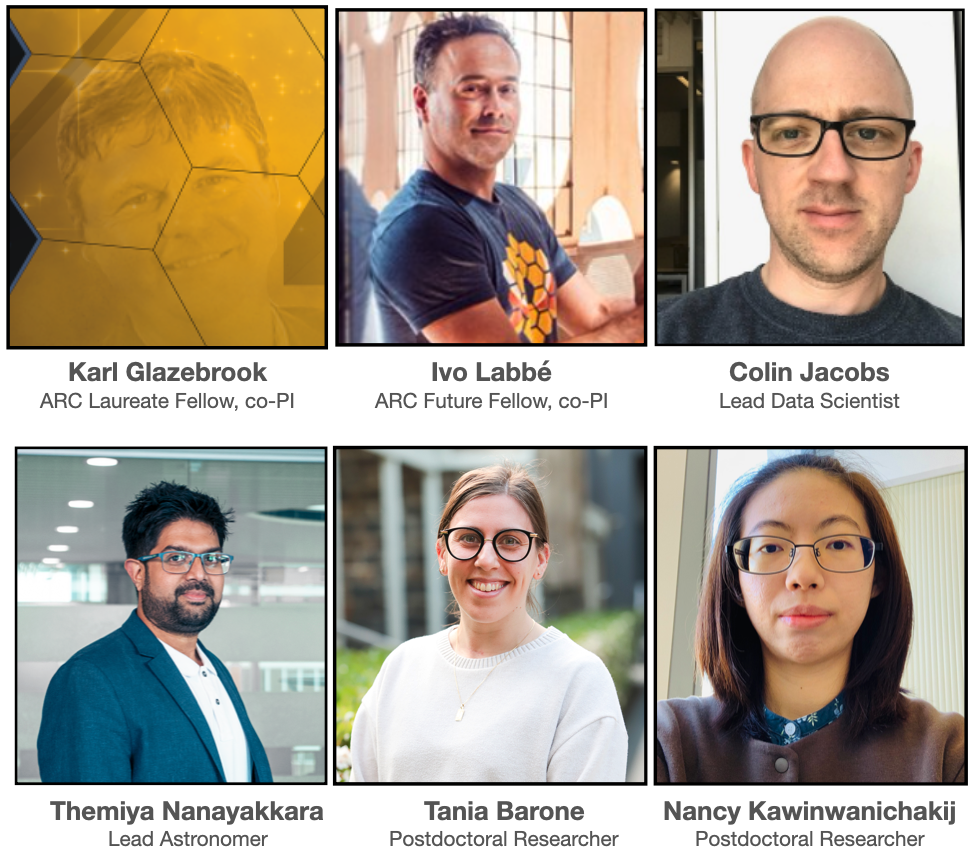 Karl Glazebrook
ARC Laureate Fellow, co-PI
Ivo Labbé
ARC Future Fellow, co-PI
Colin Jacobs
Lead Data Scientist
Themiya Nanayakkara
Lead Astronomer
Tania Barone
Postdoctoral Researcher
Nancy Kawinwanichakij
Postdoctoral Researcher